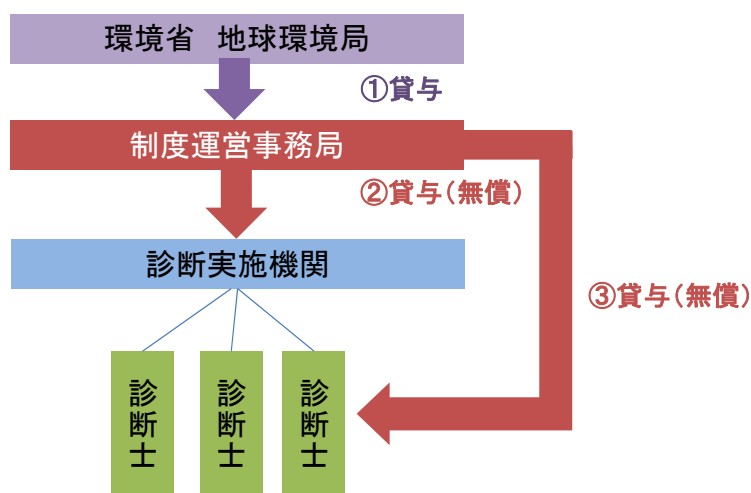 環境省　地球環境局
①貸与
制度運営事務局
②貸与(無償)
診断実施機関
③貸与(無償)
診断士
診断士
診断士